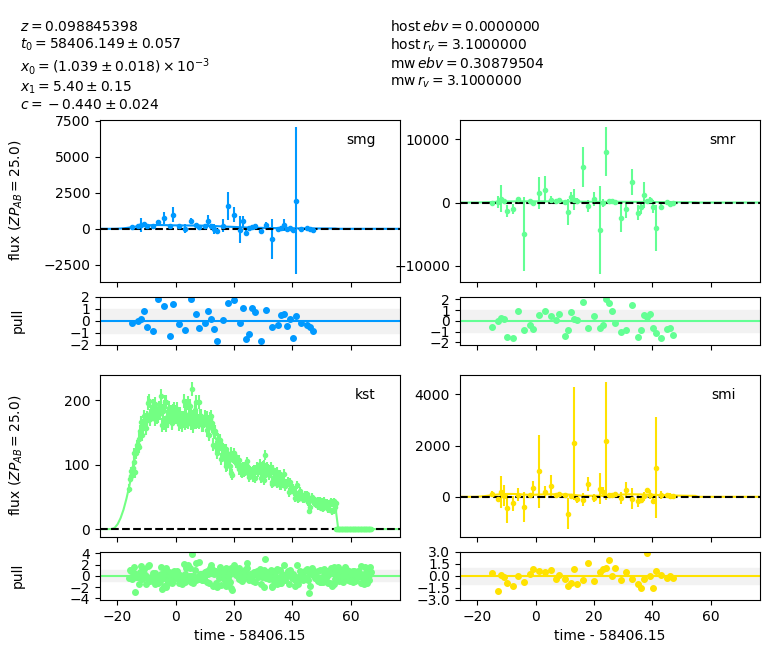 z = 0.098845398
t₀ = 58406.149 ± 0.057
x₀ = (1.039 ± 0.018) × 10⁻³
x₁ = 5.40 ± 0.15
c = −0.440 ± 0.024
host ebv = 0.0000000
host r_v = 3.1000000
mw ebv = 0.30879504
mw r_v = 3.1000000
smg
flux (ZP_AB = 25.0)
7500
5000
2500
0
−2500
smr
10000
0
−10000
pull
2
1
0
−1
−2
2
1
0
−1
−2
kst
flux (ZP_AB = 25.0)
200
100
0
smi
4000
2000
0
pull
4
2
0
−2
−4
3.0
1.5
0.0
−1.5
−3.0
−20 0 20 40 60
−20 0 20 40 60
time - 58406.15
time - 58406.15